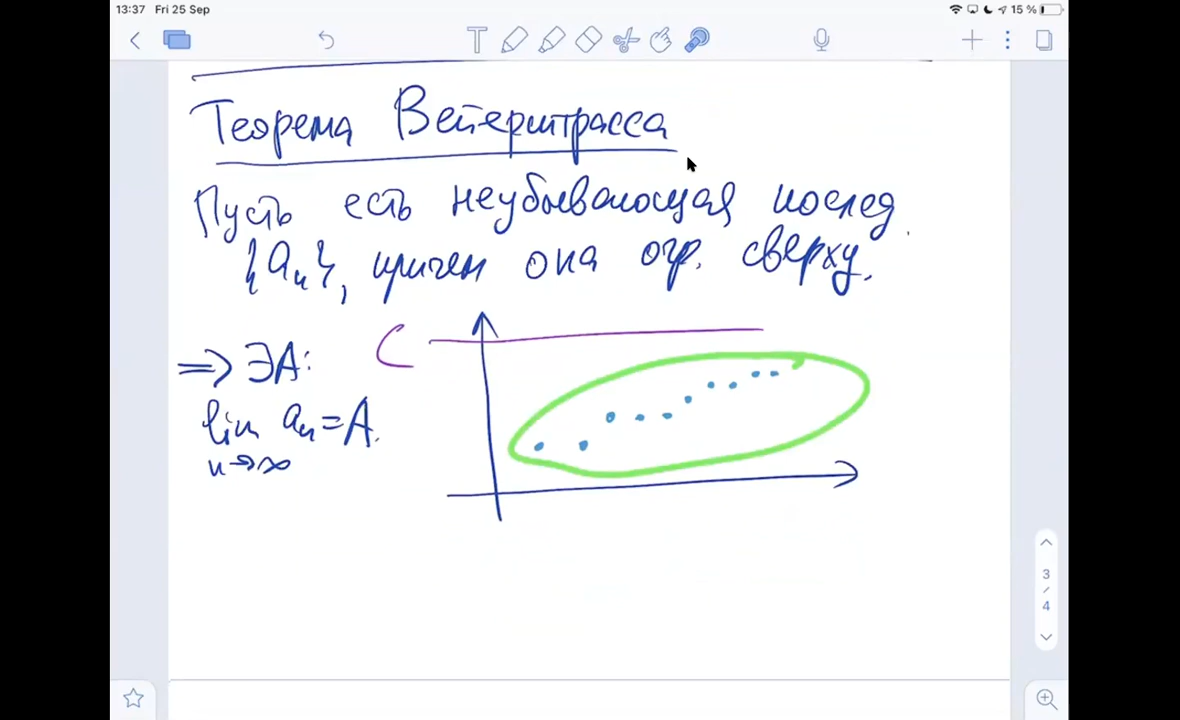 13:37 Fri 25 Sep
15 %
T
Теорема Вейерштрасса
Пусть есть неубывающая послед.
{aₙ}, причем она огр. сверху.
C
=> ∃A:
lim aₙ = A.
n→∞
3
/
4